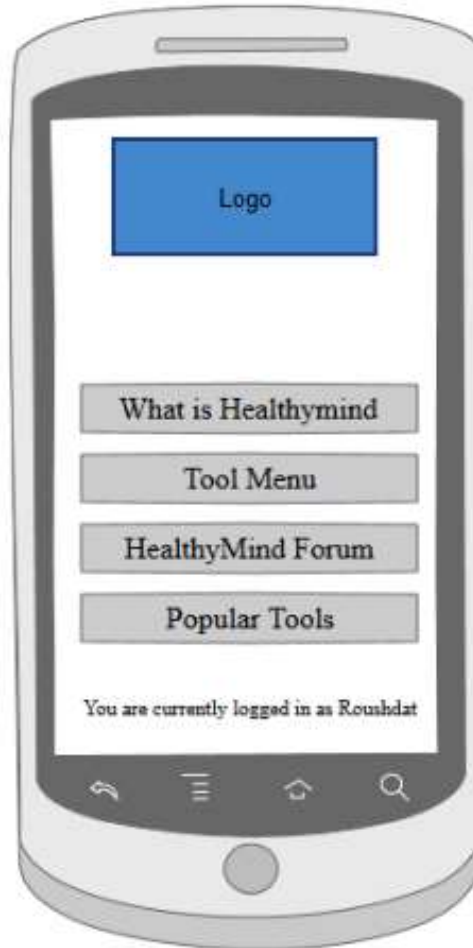 Logo
What is Healthymind
Tool Menu
HealthyMind Forum
Popular Tools
You are currently logged in as Roushdat